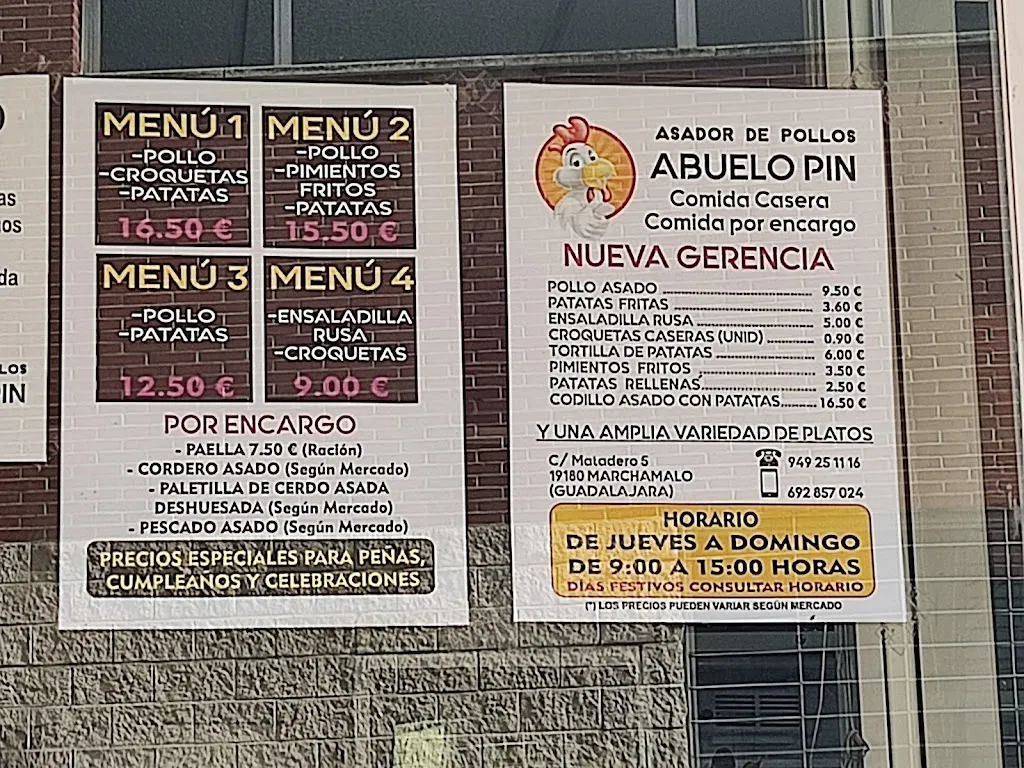 as
os
da
LOS
IN
MENÚ 1
-POLLO
-CROQUETAS
-PATATAS
16.50 €
MENÚ 2
-POLLO
-PIMIENTOS
FRITOS
-PATATAS
15.50 €
MENÚ 3
-POLLO
-PATATAS
12.50 €
MENÚ 4
-ENSALADILLA
RUSA
-CROQUETAS
9.00 €
POR ENCARGO
- PAELLA 7.50 € (Ración)
- CORDERO ASADO (Según Mercado)
- PALETILLA DE CERDO ASADA
DESHUESADA (Según Mercado)
- PESCADO ASADO (Según Mercado)
PRECIOS ESPECIALES PARA PEÑAS,
CUMPLEAÑOS Y CELEBRACIONES
ASADOR DE POLLOS
ABUELO PIN
Comida Casera
Comida por encargo
NUEVA GERENCIA
POLLO ASADO ........ 9.50 €
PATATAS FRITAS ........ 3.60 €
ENSALADILLA RUSA ........ 5.00 €
CROQUETAS CASERAS (UNID) ........ 0,90 €
TORTILLA DE PATATAS ........ 6.00 €
PIMIENTOS FRITOS ........ 3.50 €
PATATAS RELLENAS ........ 2.50 €
CODILLO ASADO CON PATATAS ........ 16.50 €
Y UNA AMPLIA VARIEDAD DE PLATOS
C/ Matadero 5
19180 MARCHAMALO
(GUADALAJARA)
949 25 11 16
692 857 024
HORARIO
DE JUEVES A DOMINGO
DE 9:00 A 15:00 HORAS
DÍAS FESTIVOS CONSULTAR HORARIO
(*) LOS PRECIOS PUEDEN VARIAR SEGÚN MERCADO